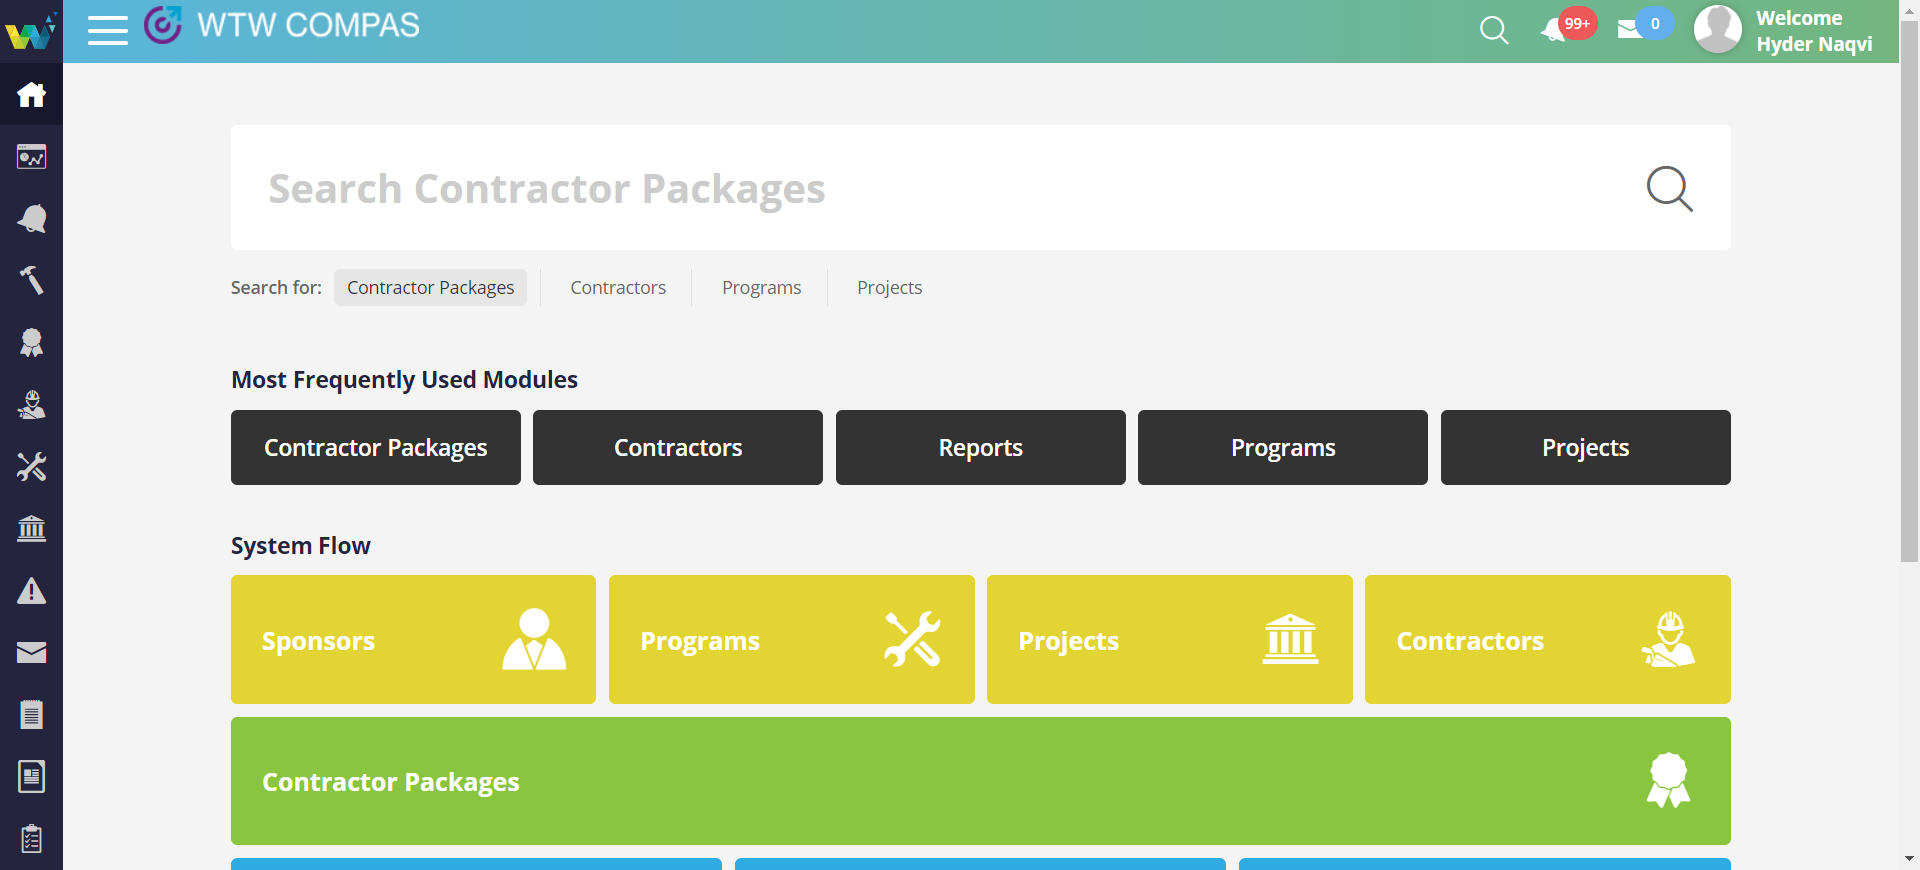 WTW COMPAS
99+
0
Welcome
Hyder Naqvi
Search Contractor Packages
Search for: Contractor Packages Contractors Programs Projects
Most Frequently Used Modules
Contractor Packages Contractors Reports Programs Projects
System Flow
Sponsors Programs Projects Contractors
Contractor Packages